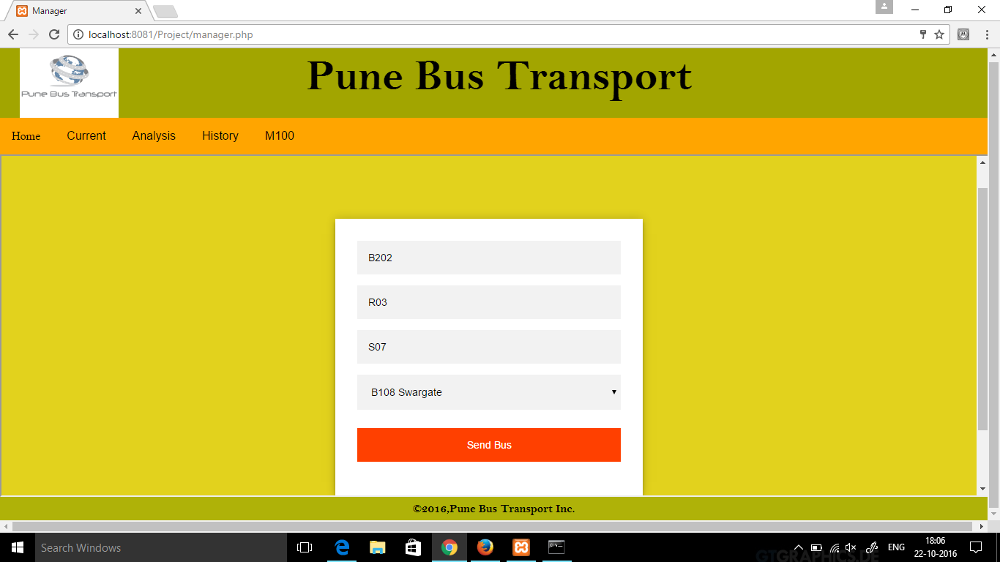 Manager
localhost:8081/Project/manager.php
Pune Bus Transport
Pune Bus Transport
Home Current Analysis History M100
B202
R03
S07
B108 Swargate
Send Bus
©2016,Pune Bus Transport Inc.
Search Windows
ENG
18:06
22-10-2016
GTGRAPHICS.DE